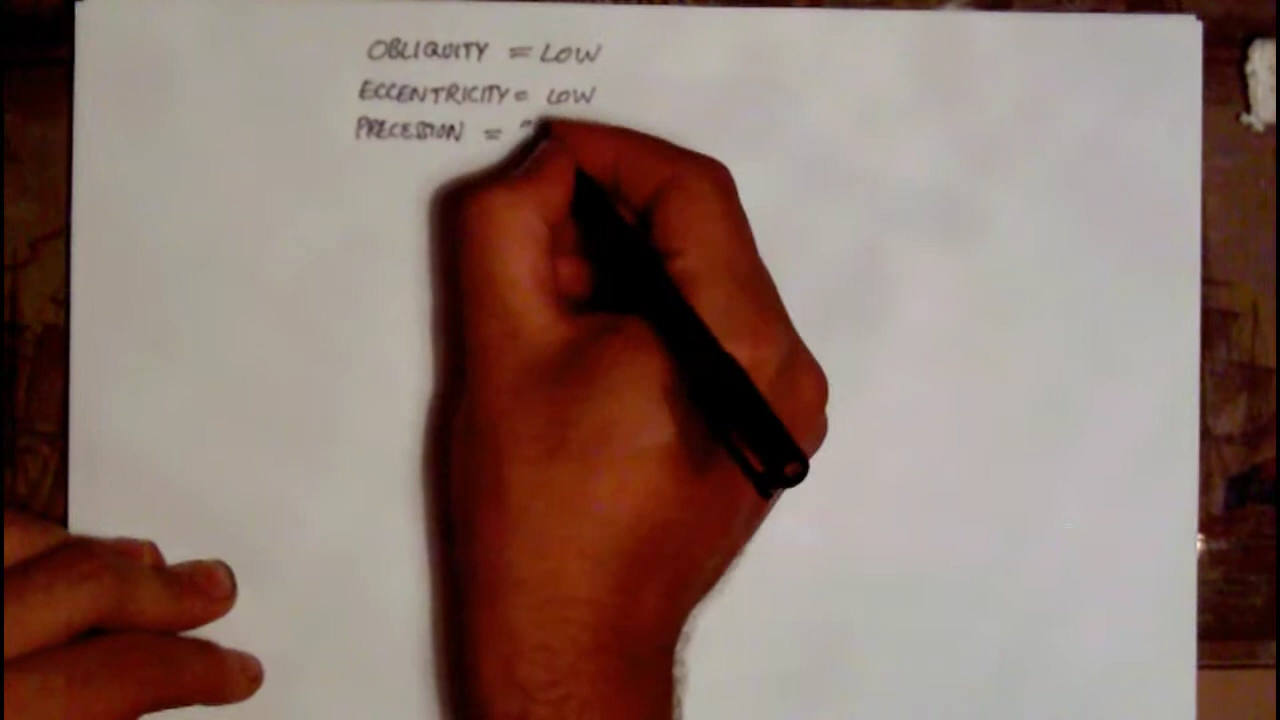 OBLIQUITY = LOW
ECCENTRICITY = LOW
PRECESSION = "